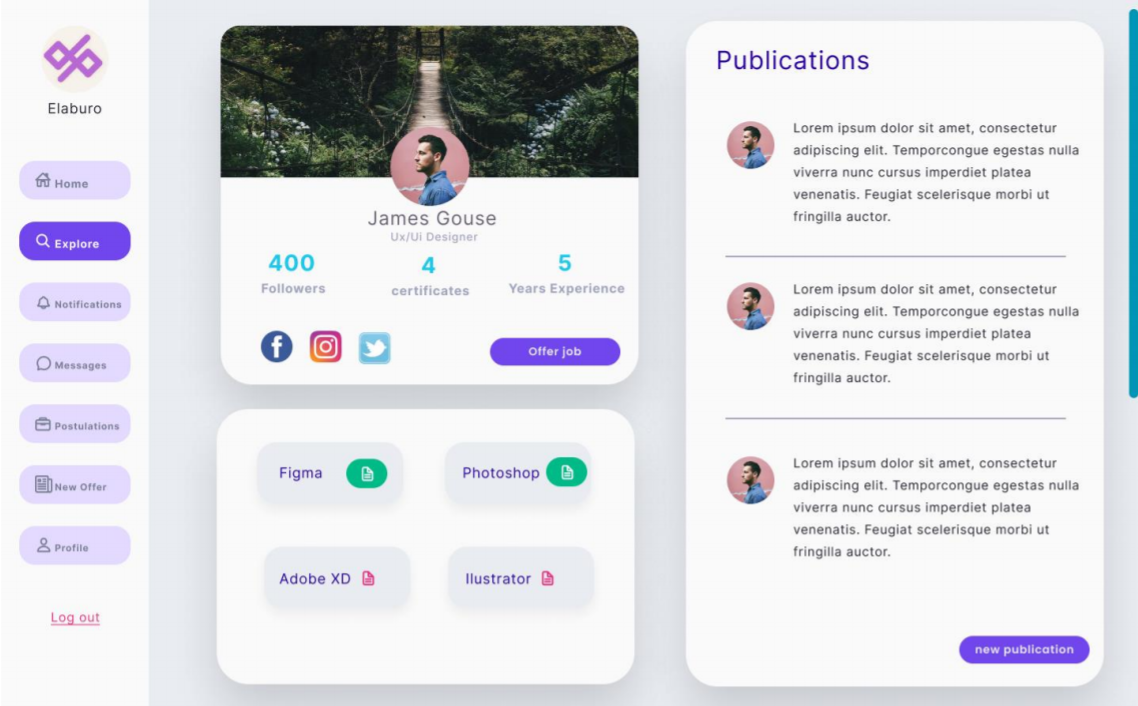 Elaburo
Home
Explore
Notifications
Messages
Postulations
New Offer
Profile
Log out
James Gouse
Ux/Ui Designer
400
Followers
4
certificates
5
Years Experience
Offer job
Figma
Photoshop
Adobe XD
Ilustrator
Publications
Lorem ipsum dolor sit amet, consectetur
adipiscing elit. Temporcongue egestas nulla
viverra nunc cursus imperdiet platea
venenatis. Feugiat scelerisque morbi ut
fringilla auctor.
Lorem ipsum dolor sit amet, consectetur
adipiscing elit. Temporcongue egestas nulla
viverra nunc cursus imperdiet platea
venenatis. Feugiat scelerisque morbi ut
fringilla auctor.
Lorem ipsum dolor sit amet, consectetur
adipiscing elit. Temporcongue egestas nulla
viverra nunc cursus imperdiet platea
venenatis. Feugiat scelerisque morbi ut
fringilla auctor.
new publication